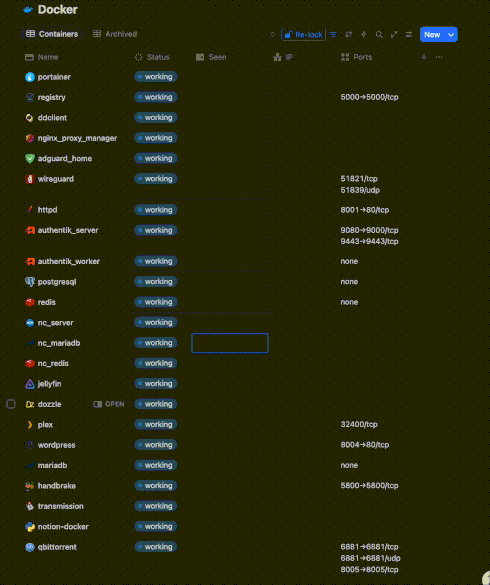 Docker
Containers Archived Re-lock New
Name Status Seen IP Ports
portainer working
registry working 5000→5000/tcp
ddclient working
nginx_proxy_manager working
adguard_home working
wireguard working 51821/tcp
51839/udp
httpd working 8001→80/tcp
authentik_server working 9080→9000/tcp
9443→9443/tcp
authentik_worker working none
postgresql working none
redis working none
nc_server working
nc_mariadb working
nc_redis working
jellyfin working
dozzle OPEN working
plex working 32400/tcp
wordpress working 8004→80/tcp
mariadb working none
handbrake working 5800→5800/tcp
transmission working
notion-docker working
qbittorrent working 6881→6881/tcp
6881→6881/udp
8005→8005/tcp